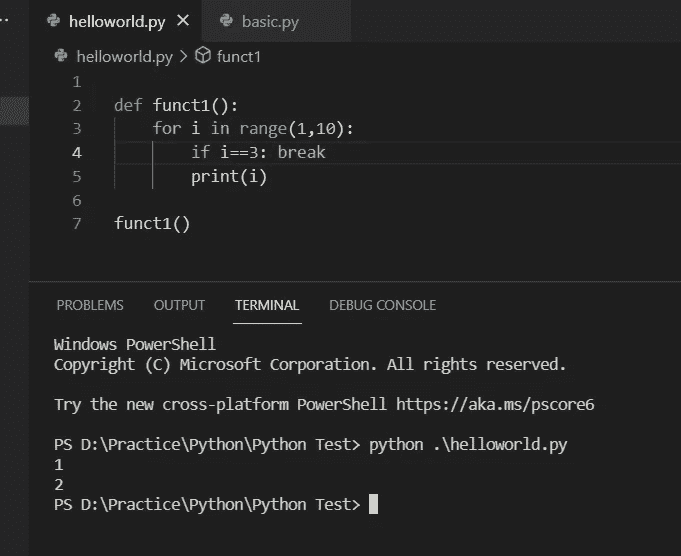 helloworld.py × basic.py
helloworld.py > funct1
1
2 def funct1():
3     for i in range(1,10):
4         if i==3: break
5         print(i)
6
7 funct1()
PROBLEMS OUTPUT TERMINAL DEBUG CONSOLE
Windows PowerShell
Copyright (C) Microsoft Corporation. All rights reserved.
Try the new cross-platform PowerShell https://aka.ms/pscore6
PS D:\Practice\Python\Python Test> python .\helloworld.py
1
2
PS D:\Practice\Python\Python Test>